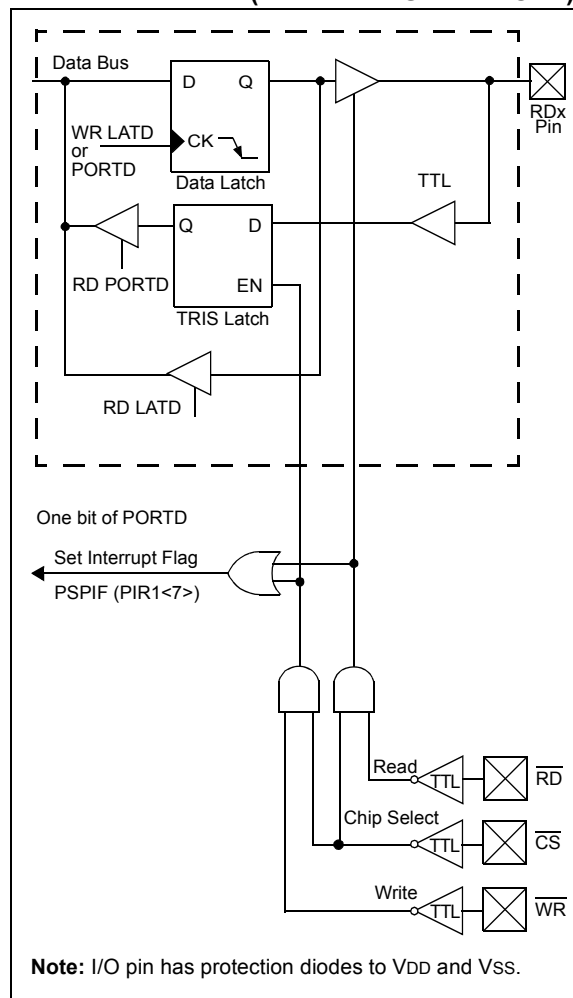 Data Bus
D Q
WR LATD
or
PORTD
CK
Data Latch
RDx
Pin
TTL
Q D
RD PORTD
EN
TRIS Latch
RD LATD
One bit of PORTD
Set Interrupt Flag
PSPIF (PIR1<7>)
Read
TTL
RD
Chip Select
TTL
CS
Write
TTL
WR
Note: I/O pin has protection diodes to VDD and VSS.